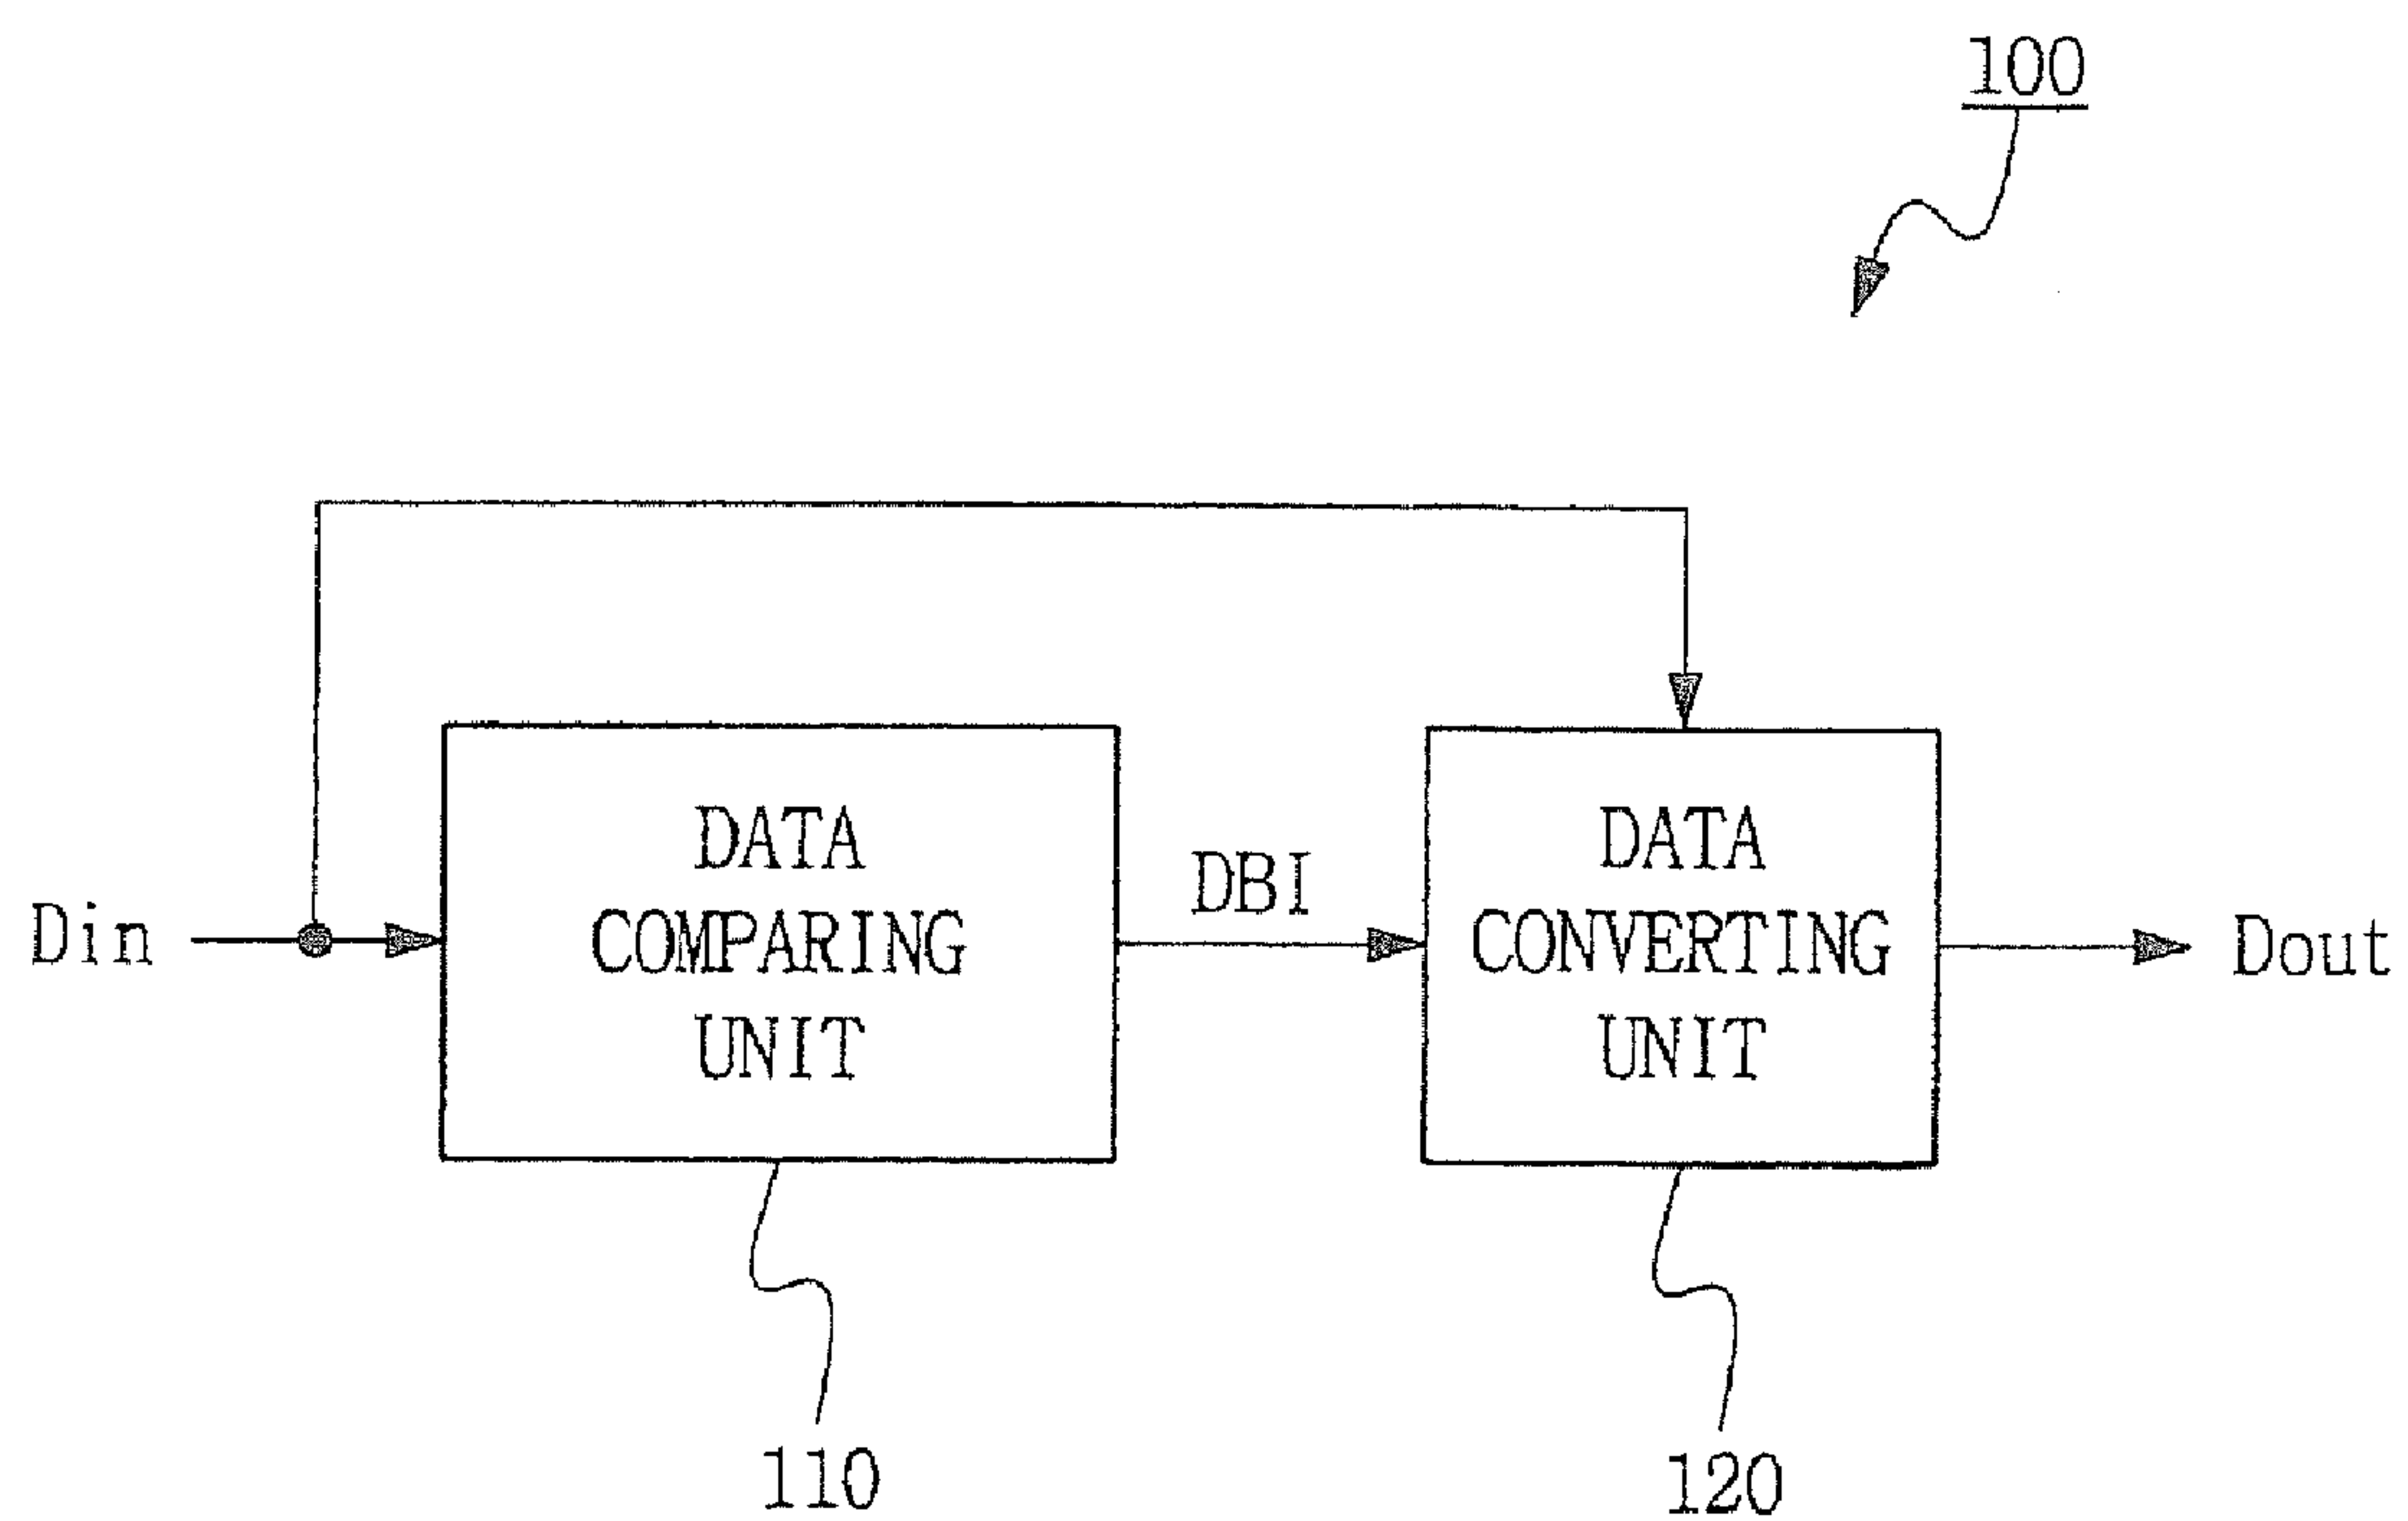 100
DATA
COMPARING
UNIT
DATA
CONVERTING
UNIT
Din
DBI
Dout
110
120